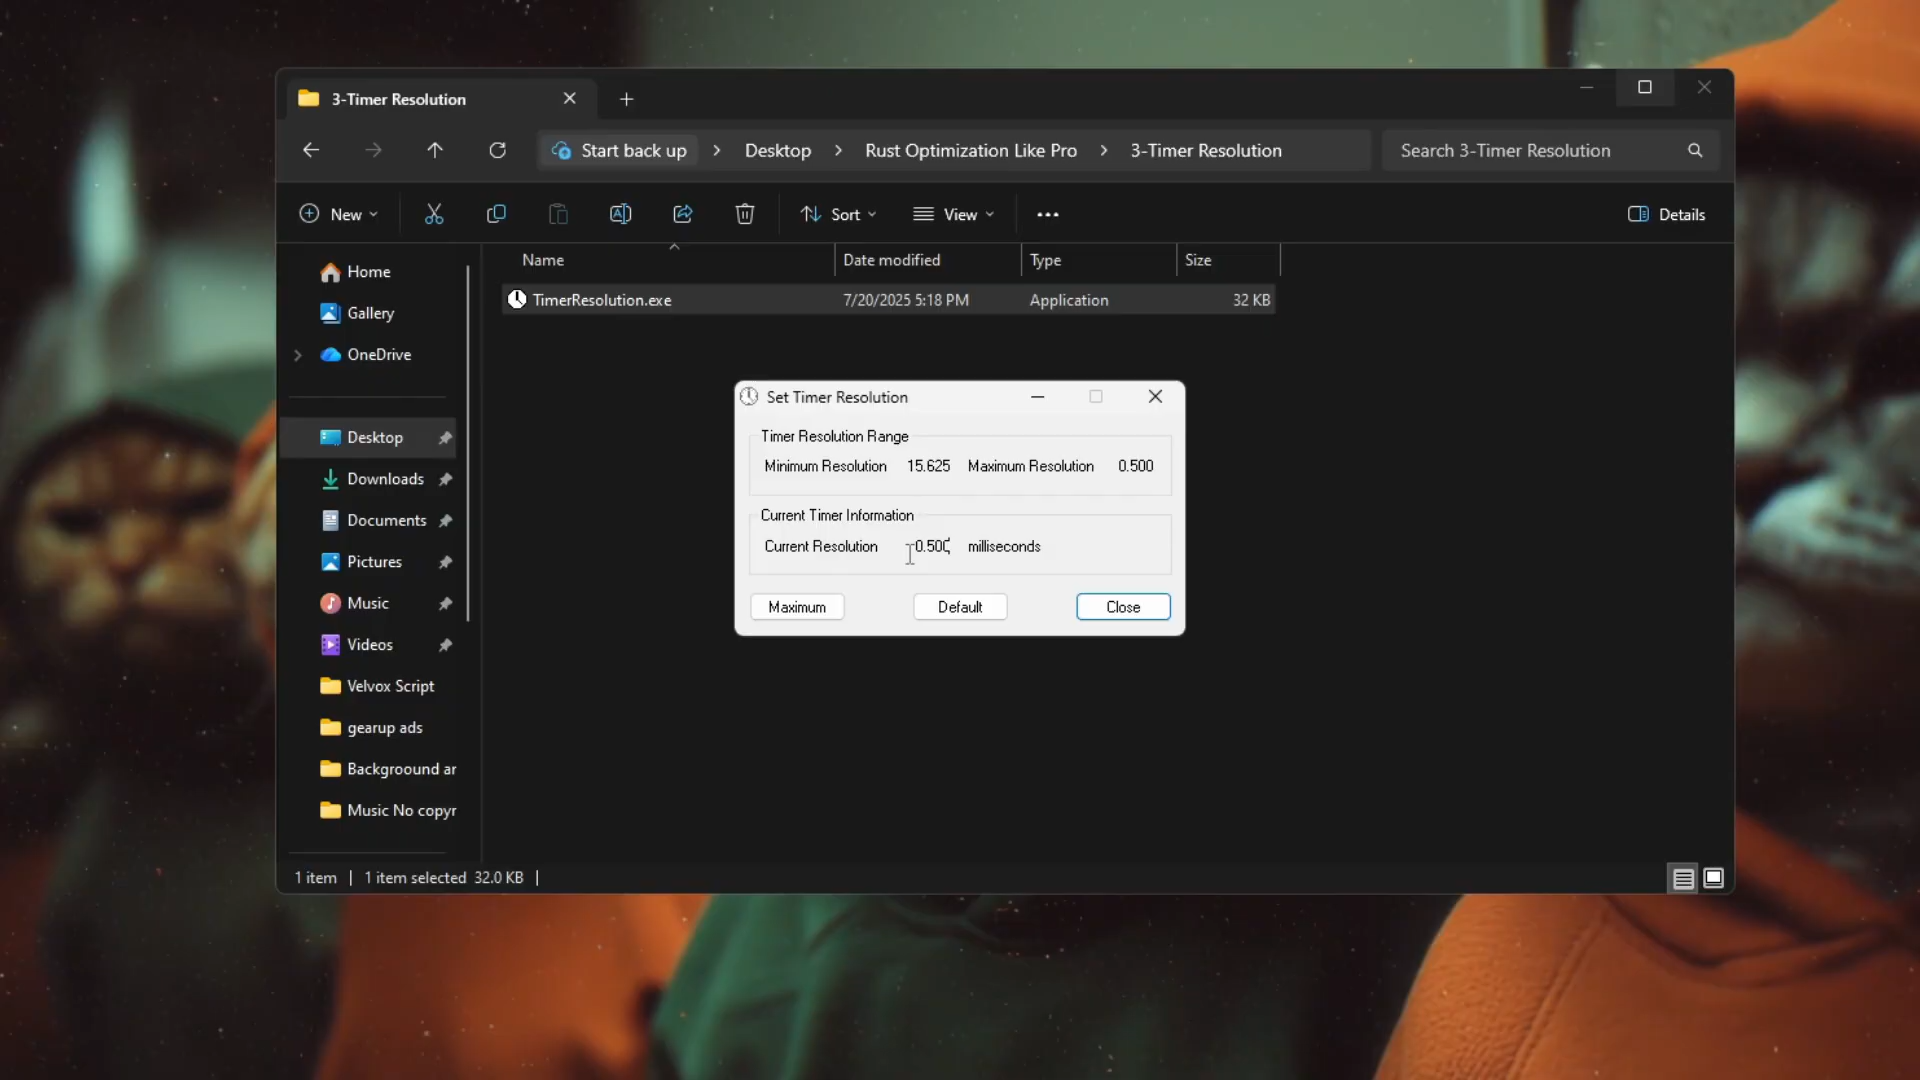 3-Timer Resolution
Start back up > Desktop > Rust Optimization Like Pro > 3-Timer Resolution
Search 3-Timer Resolution
New
Sort
View
Details
Name Date modified Type Size
TimerResolution.exe 7/20/2025 5:18 PM Application 32 KB
Home
Gallery
OneDrive
Desktop
Downloads
Documents
Pictures
Music
Videos
Velvox Script
gearup ads
Backgroound ar
Music No copyr
Set Timer Resolution
Timer Resolution Range
Minimum Resolution 15.625 Maximum Resolution 0.500
Current Timer Information
Current Resolution 0.500 milliseconds
Maximum Default Close
1 item | 1 item selected 32.0 KB |